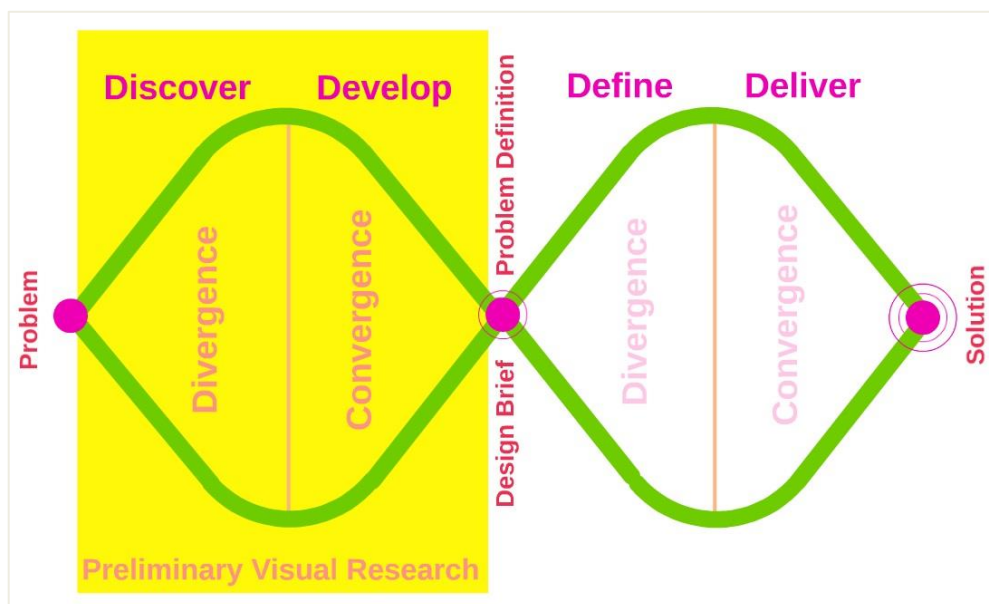 Discover
Develop
Define
Deliver
Problem
Divergence
Convergence
Problem Definition
Design Brief
Divergence
Convergence
Solution
Preliminary Visual Research